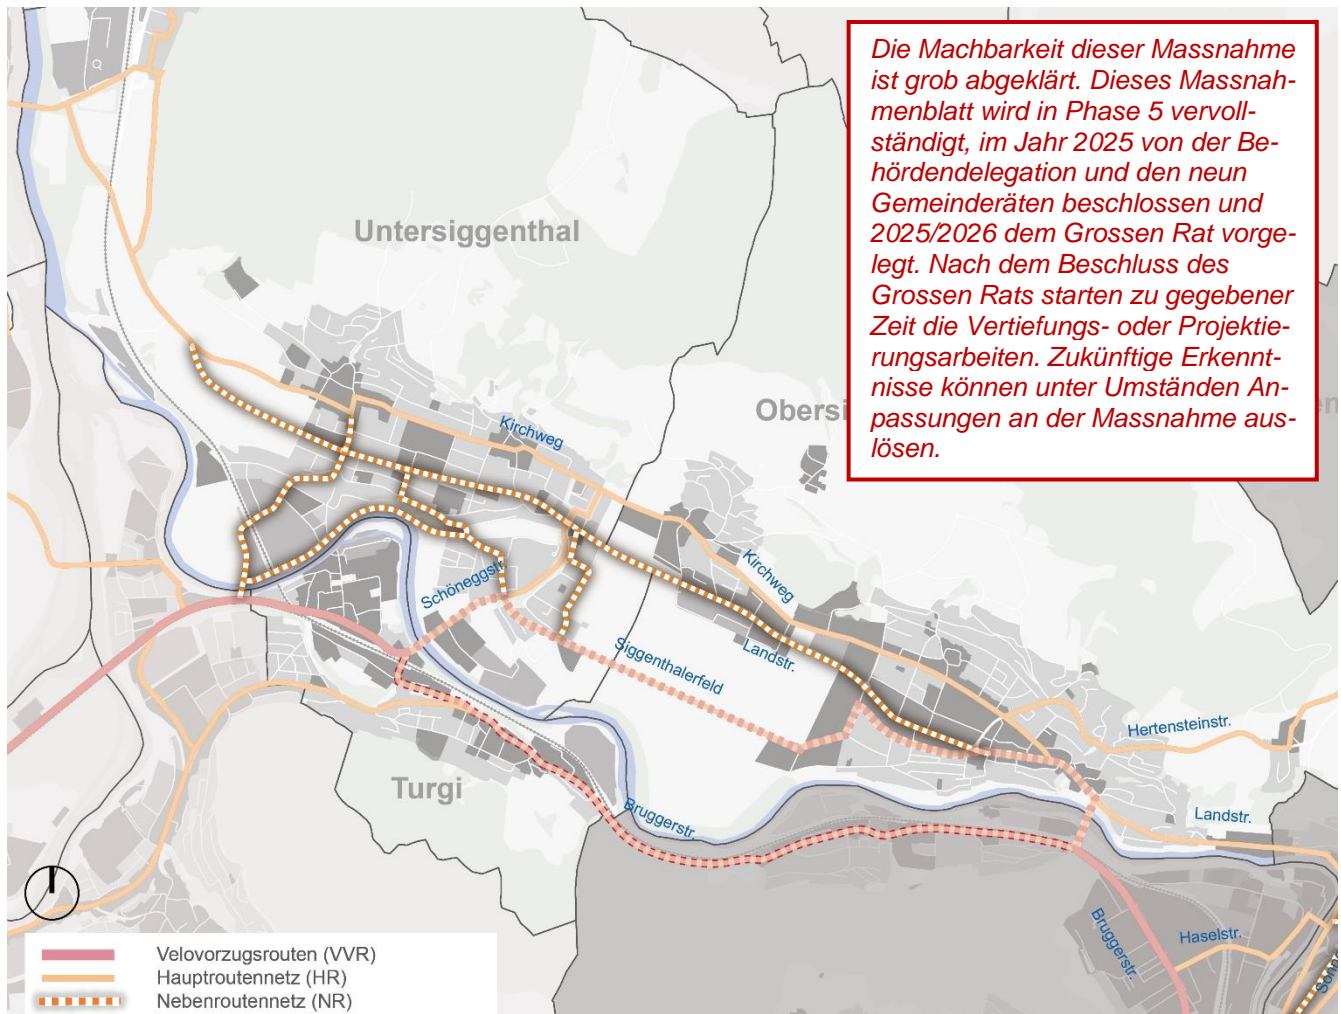 Die Machbarkeit dieser Massnahme
ist grob abgeklärt. Dieses Massnah-
menblatt wird in Phase 5 vervoll-
ständigt, im Jahr 2025 von der Be-
hördendelegation und den neun
Gemeinderäten beschlossen und
2025/2026 dem Grossen Rat vorge-
legt. Nach dem Beschluss des
Grossen Rats starten zu gegebener
Zeit die Vertiefungs- oder Projektie-
rungsarbeiten. Zukünftige Erkennt-
nisse können unter Umständen An-
passungen an der Massnahme aus-
lösen.
Untersiggenthal
Obersi
en
Kirchweg
Kirchweg
Schöneggstr.
Siggenthalerfeld
Landstr.
Hertensteinstr.
Turgi
Bruggerstr.
Landstr.
Bruggerstr.
Haselstr.
Velovorzugsrouten (VVR)
Hauptroutennetz (HR)
Nebenroutennetz (NR)